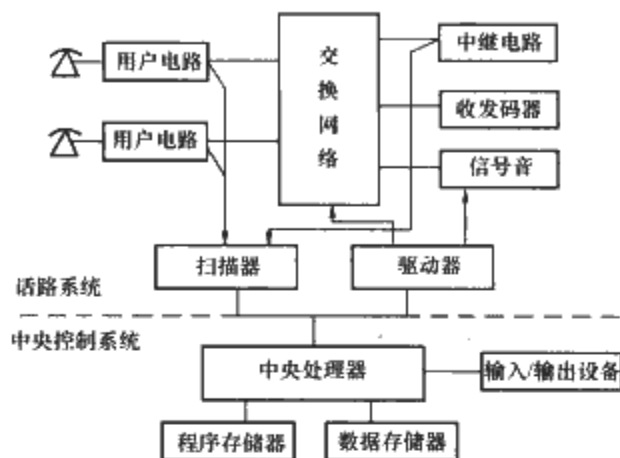 用户电路
交换网络
中继电路
收发码器
用户电路
信号音
扫描器
驱动器
话路系统
中央控制系统
中央处理器
输入/输出设备
程序存储器
数据存储器